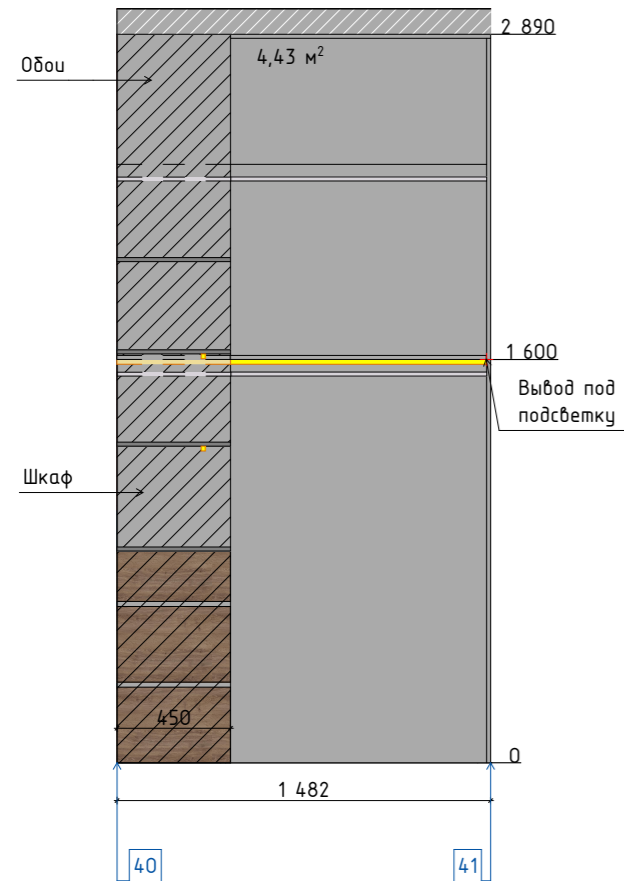 2 890
Обои
4,43 м²
1 600
Вывод под
подсветку
Шкаф
450
0
1 482
40
41